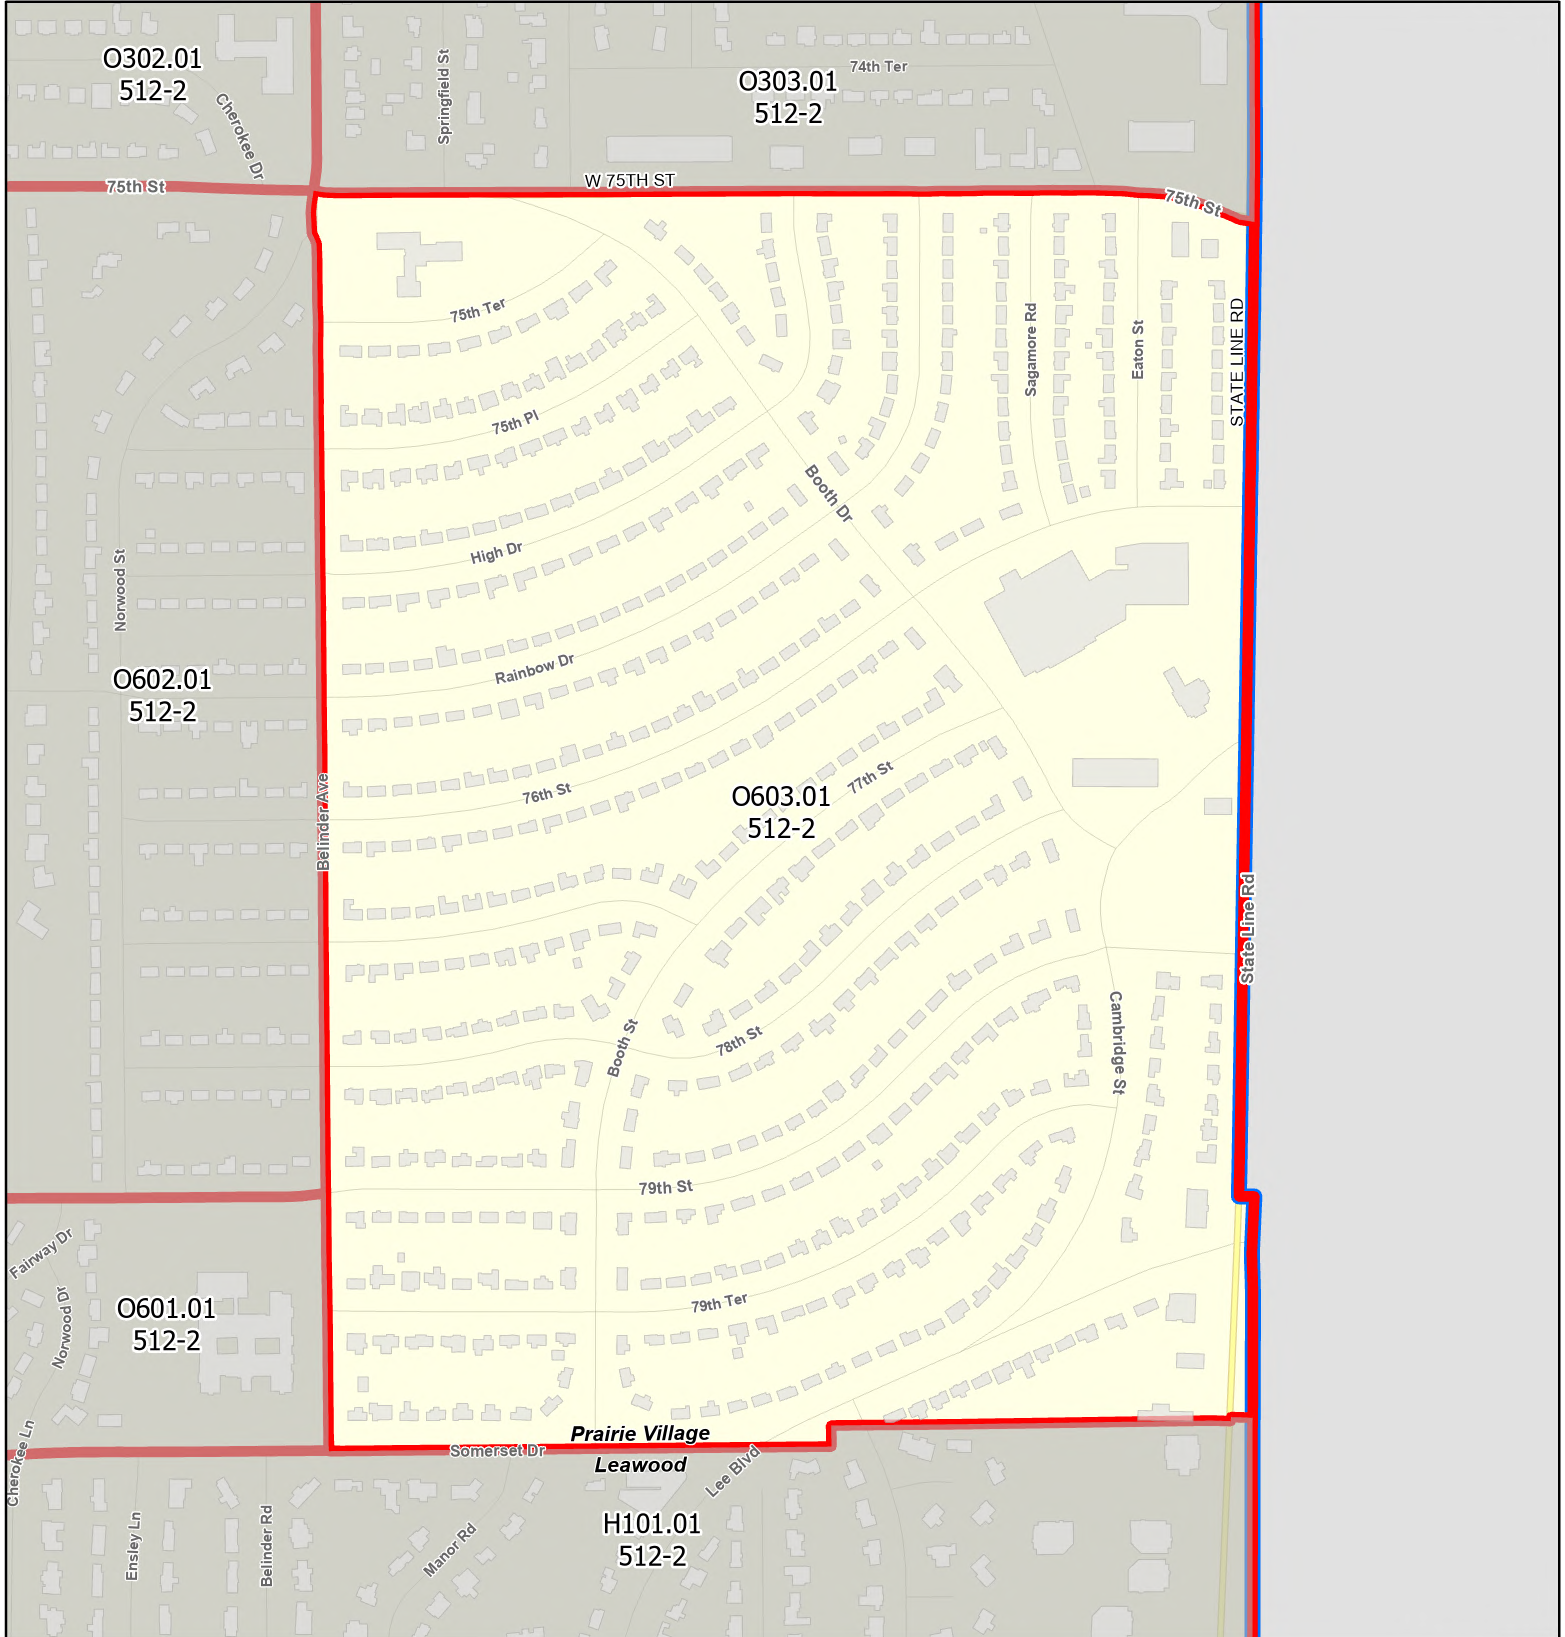 O302.01
512-2
Cherokee Dr
Springfield St
74th Ter
O303.01
512-2
75th St
W 75TH ST
75th St
75th Ter
75th Pl
High Dr
Rainbow Dr
76th St
77th St
Booth Dr
Sagamore Rd
Eaton St
STATE LINE RD
Norwood St
O602.01
512-2
Belinder Ave
O603.01
512-2
State Line Rd
Booth St
78th St
Cambridge St
79th St
79th Ter
Fairway Dr
Norwood Dr
O601.01
512-2
Cherokee Ln
Somerset Dr
Prairie Village
Leawood
Lee Blvd
Ensley Ln
Belinder Rd
Manor Rd
H101.01
512-2